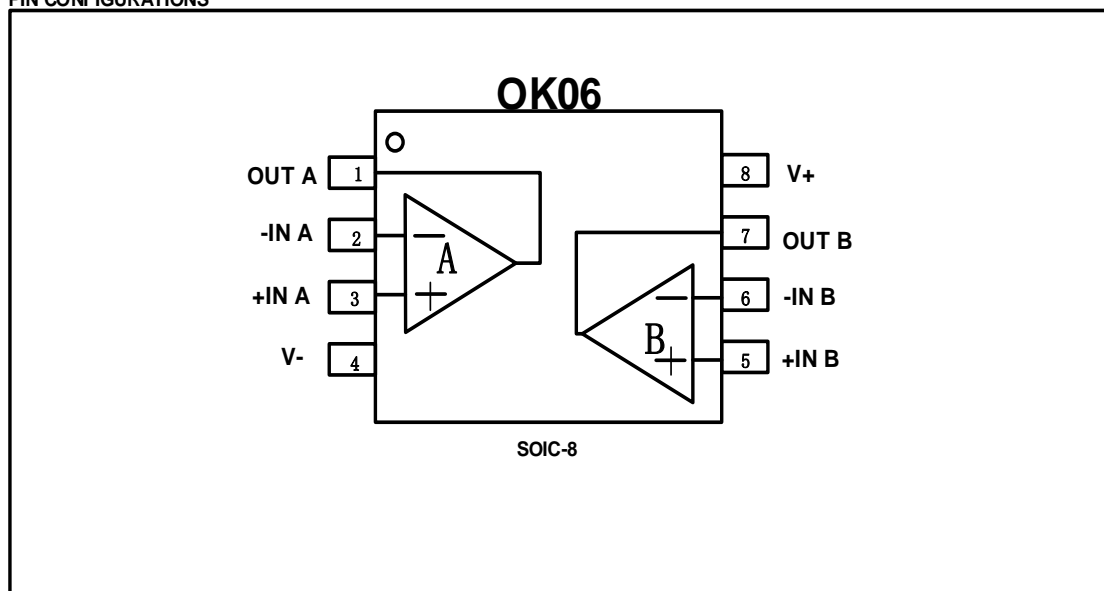 PIN CONFIGURATIONS
OK06
OUT A 1
-IN A 2
+IN A 3
V- 4
8 V+
7 OUT B
6 -IN B
5 +IN B
− A +
− B +
SOIC-8